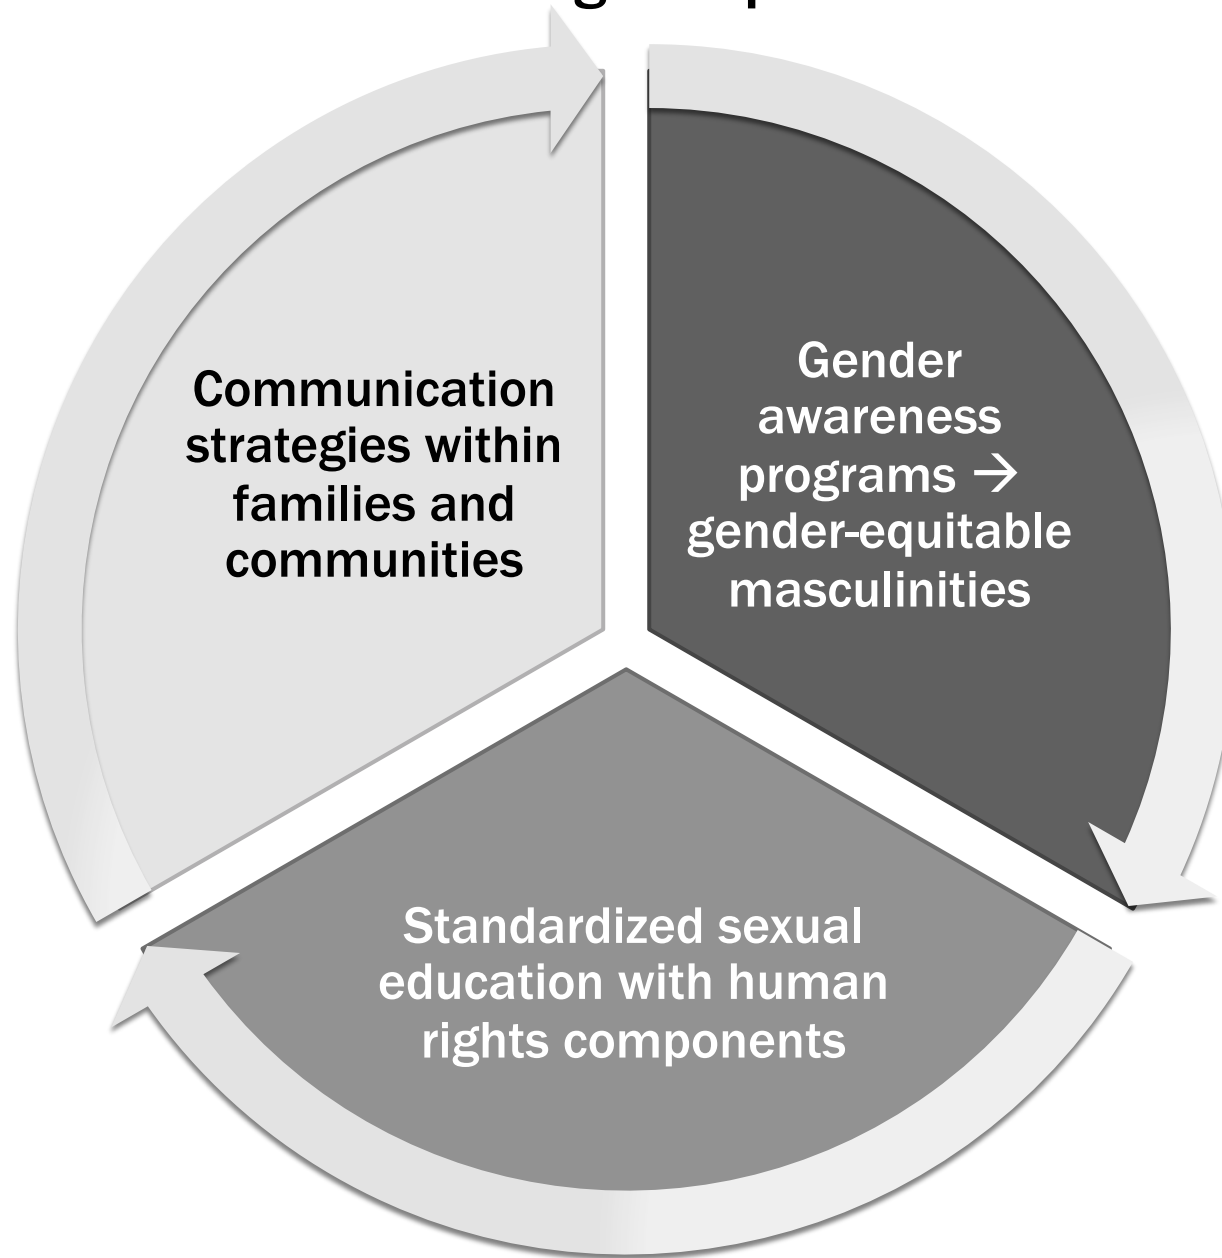 Communication
strategies within
families and
communities
Gender
awareness
programs →
gender-equitable
masculinities
Standardized sexual
education with human
rights components